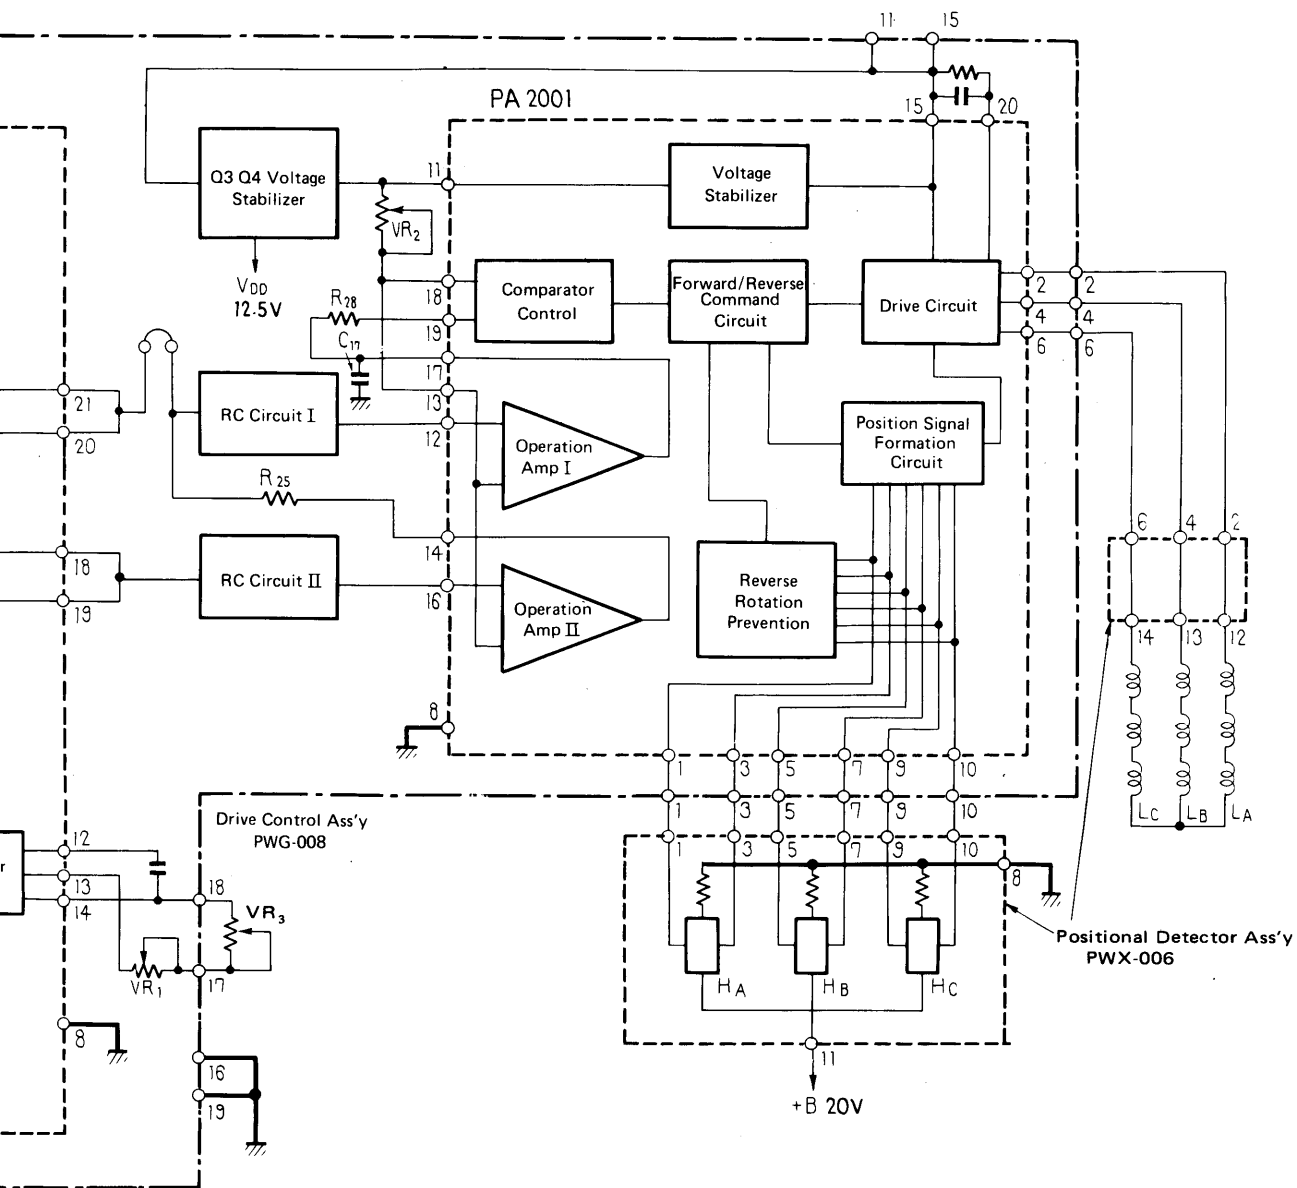 11 15
PA 2001
15 20
Q3 Q4 Voltage
Stabilizer
11
Voltage
Stabilizer
VR2
VDD
12.5V
18
Comparator
Control
Forward/Reverse
Command
Circuit
Drive Circuit
2 2
4 4
6 6
R28
19
C17
17
13
21
20
RC Circuit I
12
Operation
Amp I
Position Signal
Formation
Circuit
R25
14
18
19
RC Circuit II
16
Operation
Amp II
Reverse
Rotation
Prevention
6 4 2
14 13 12
8
1 3 5 7 9 10
1 3 5 7 9 10
LC LB LA
Drive Control Ass'y
PWG-008
1 3 5 7 9 10
r
12
13
14
18
VR3
VR1
17
8
HA HB HC
Positional Detector Ass'y
PWX-006
8
16
19
11
+B 20V